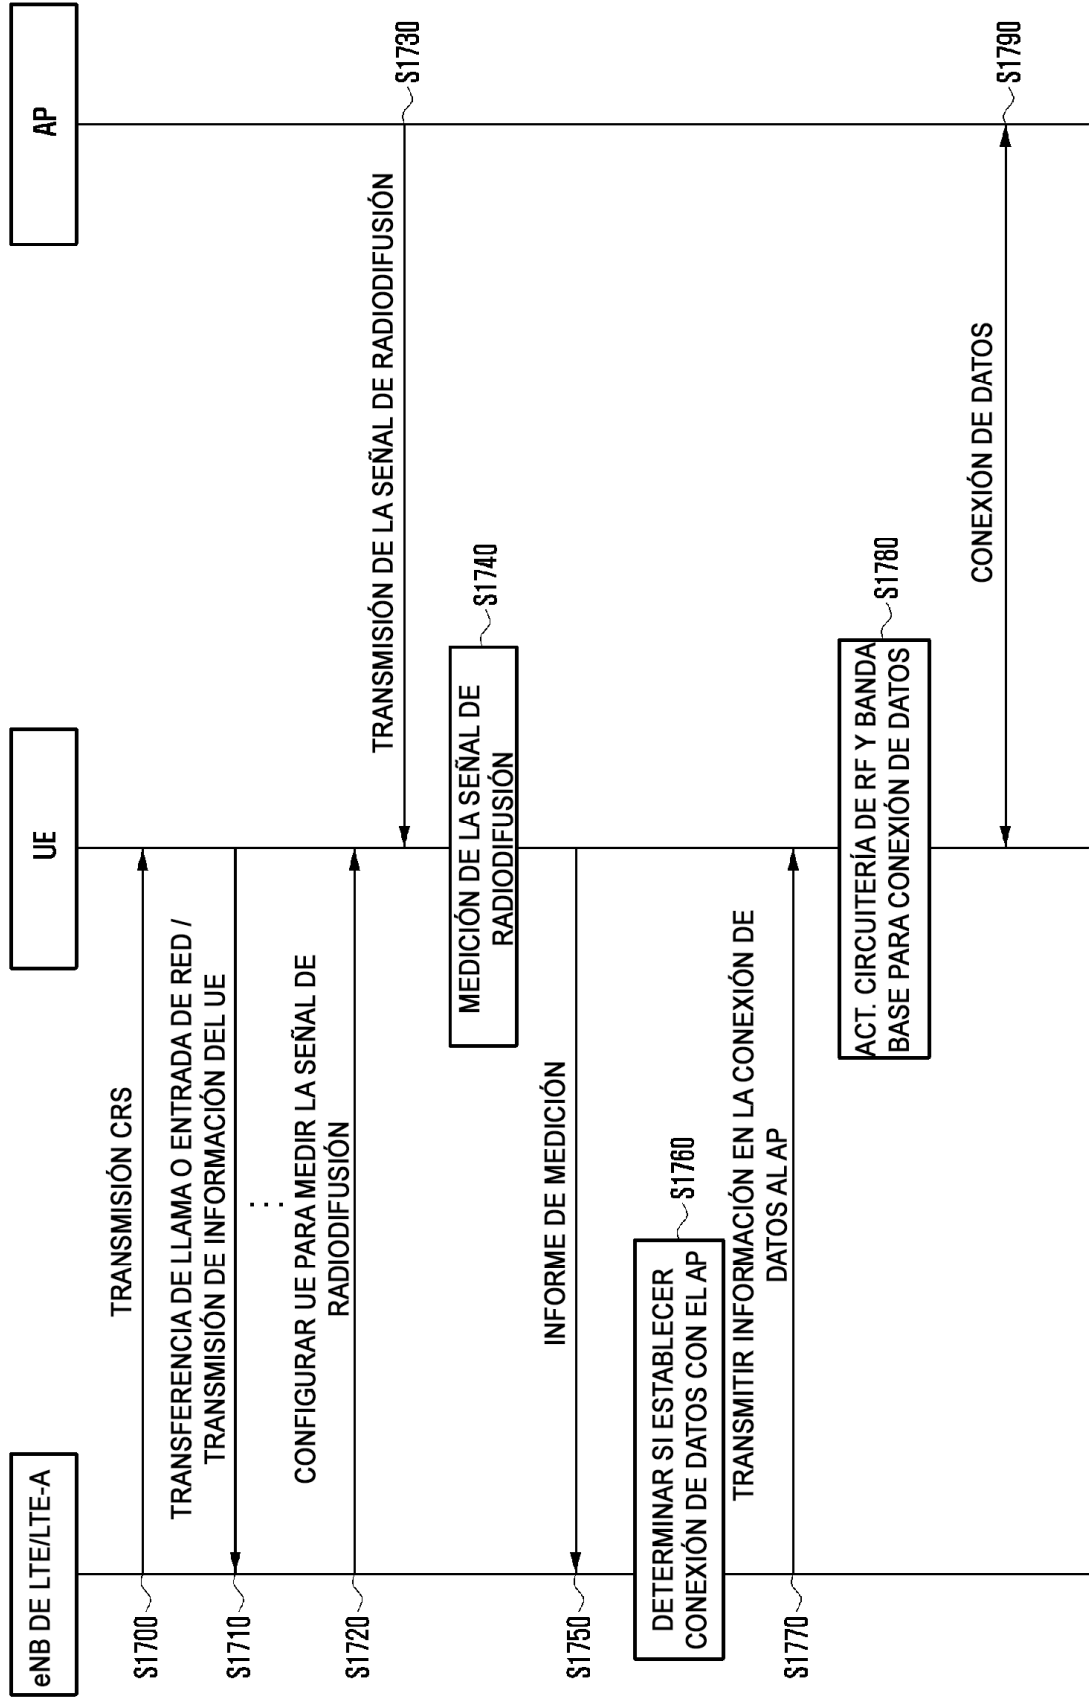 eNB DE LTE/LTE-A
UE
AP
TRANSMISIÓN CRS
S1700
TRANSFERENCIA DE LLAMA O ENTRADA DE RED /
TRANSMISIÓN DE INFORMACIÓN DEL UE
S1710
...
CONFIGURAR UE PARA MEDIR LA SEÑAL DE
RADIODIFUSIÓN
S1720
TRANSMISIÓN DE LA SEÑAL DE RADIODIFUSIÓN
S1730
MEDICIÓN DE LA SEÑAL DE
RADIODIFUSIÓN
S1740
INFORME DE MEDICIÓN
S1750
DETERMINAR SI ESTABLECER
CONEXIÓN DE DATOS CON EL AP
S1760
TRANSMITIR INFORMACIÓN EN LA CONEXIÓN DE
DATOS AL AP
S1770
ACT. CIRCUITERÍA DE RF Y BANDA
BASE PARA CONEXIÓN DE DATOS
S1780
CONEXIÓN DE DATOS
S1790